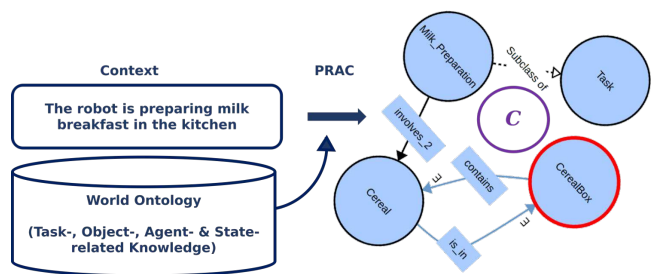 Context
PRAC
The robot is preparing milk
breakfast in the kitchen
World Ontology
(Task-, Object-, Agent- & State-
related Knowledge)
Milk_Preparation
Subclass of
Task
C
involves_2
contains
CerealBox
Cereal
∃
is_in
∃